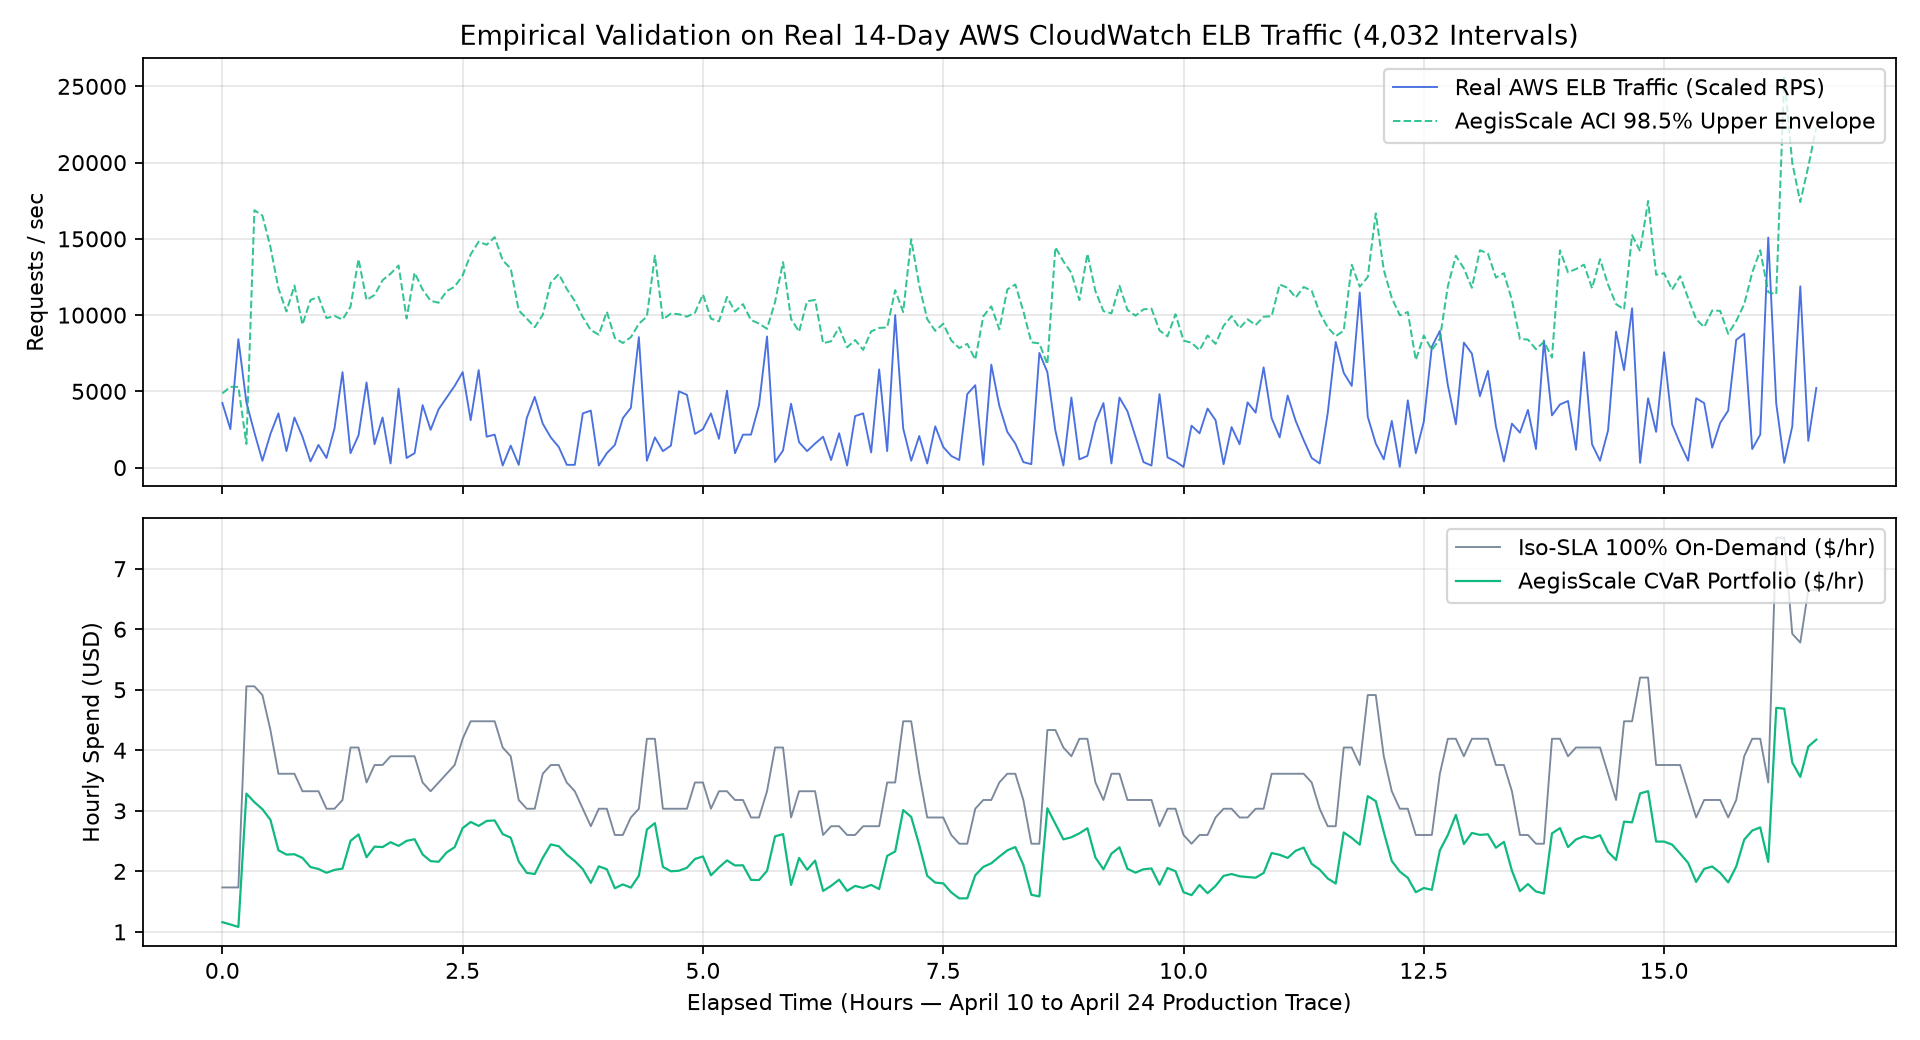 Empirical Validation on Real 14-Day AWS CloudWatch ELB Traffic (4,032 Intervals)
25000
20000
15000
10000
5000
0
Requests / sec
Real AWS ELB Traffic (Scaled RPS)
AegisScale ACI 98.5% Upper Envelope
7
6
5
4
3
2
1
Hourly Spend (USD)
Iso-SLA 100% On-Demand ($/hr)
AegisScale CVaR Portfolio ($/hr)
0.0 2.5 5.0 7.5 10.0 12.5 15.0
Elapsed Time (Hours — April 10 to April 24 Production Trace)